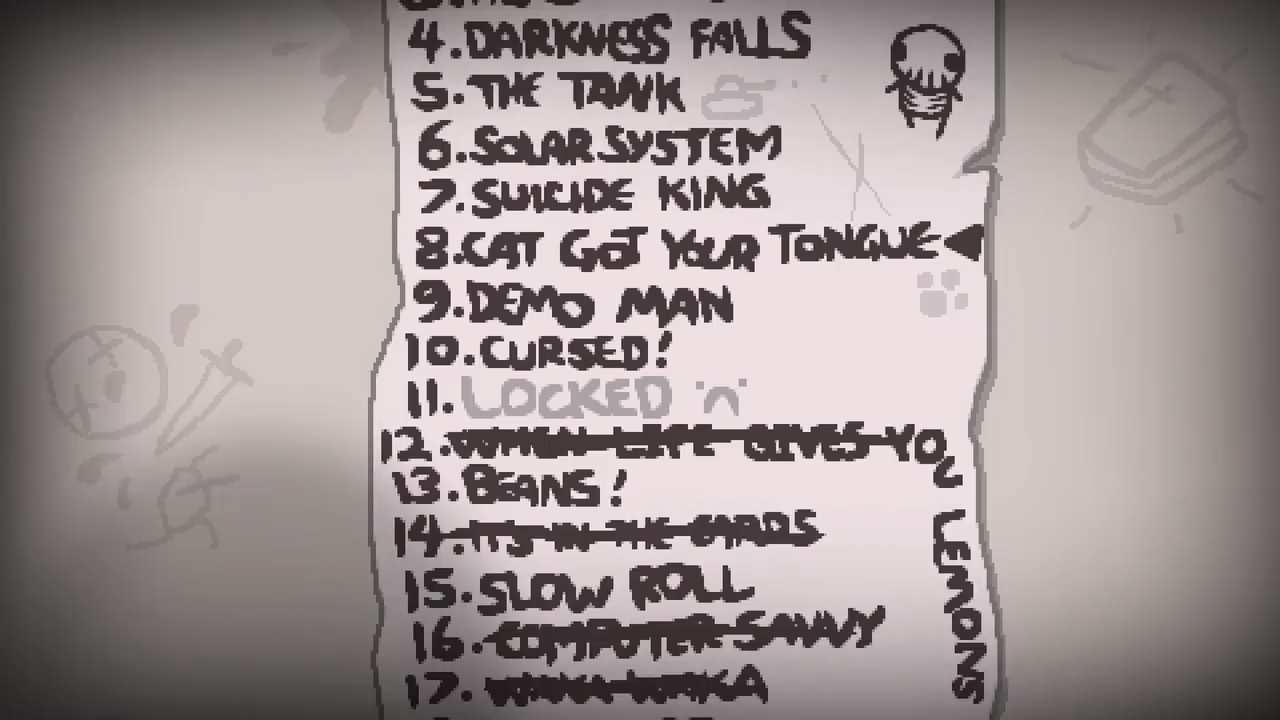 4.DARKNESS FALLS
5.THE TANK
6.SOLAR SYSTEM
7.SUICIDE KING
8.CAT GOT YOUR TONGUE
9.DEMO MAN
10.CURSED!
11.LOCKED
12.WHEN LIFE GIVES YOU LEMONS
13.BEANS!
14.IT'S IN THE CARDS
15.SLOW ROLL
16.COMPUTER SAVVY
17.WAKA WAKA